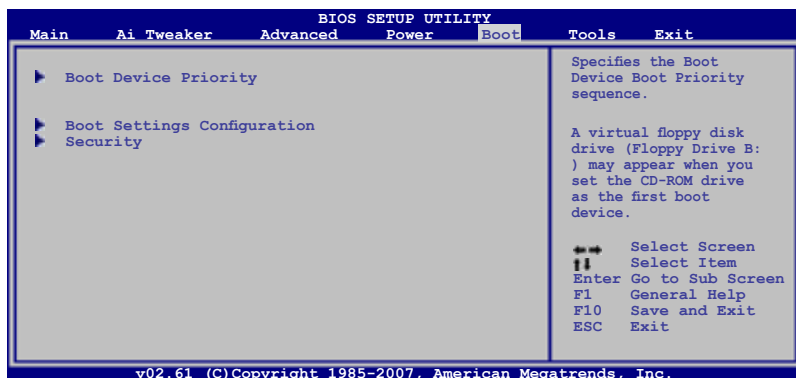 BIOS SETUP UTILITY
Main Ai Tweaker Advanced Power Boot Tools Exit
Boot Device Priority
Boot Settings Configuration
Security
Specifies the Boot
Device Boot Priority
sequence.
A virtual floppy disk
drive (Floppy Drive B:
) may appear when you
set the CD-ROM drive
as the first boot
device.
Select Screen
Select Item
Enter Go to Sub Screen
F1 General Help
F10 Save and Exit
ESC Exit
v02.61 (C)Copyright 1985-2007, American Megatrends, Inc.